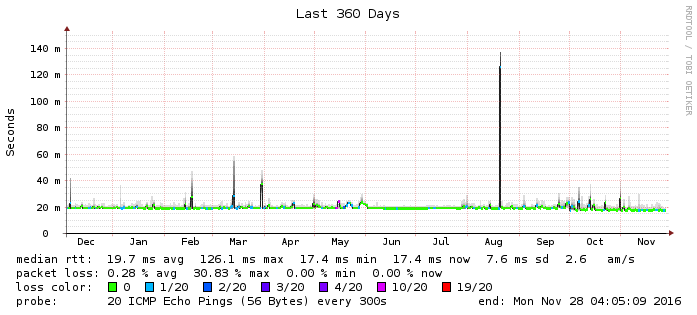 Last 360 Days
RRDTOOL / TOBI OETIKER
Seconds
140 m
120 m
100 m
80 m
60 m
40 m
20 m
0
Dec Jan Feb Mar Apr May Jun Jul Aug Sep Oct Nov
median rtt: 19.7 ms avg 126.1 ms max 17.4 ms min 17.4 ms now 7.6 ms sd 2.6 am/s
packet loss: 0.28 % avg 30.83 % max 0.00 % min 0.00 % now
loss color: 0 1/20 2/20 3/20 4/20 10/20 19/20
probe: 20 ICMP Echo Pings (56 Bytes) every 300s end: Mon Nov 28 04:05:09 2016